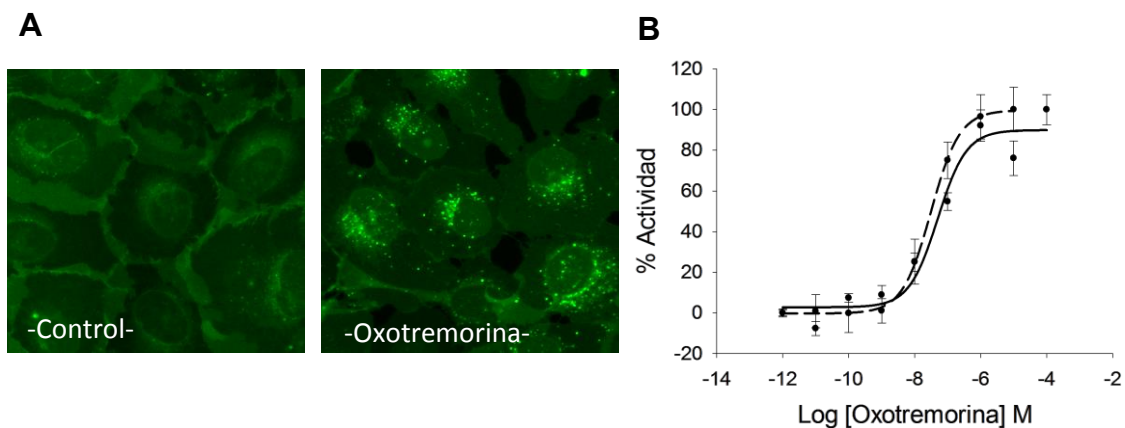 A
B
-Control-
-Oxotremorina-
% Actividad
120
100
80
60
40
20
0
-20
-14 -12 -10 -8 -6 -4 -2
Log [Oxotremorina] M